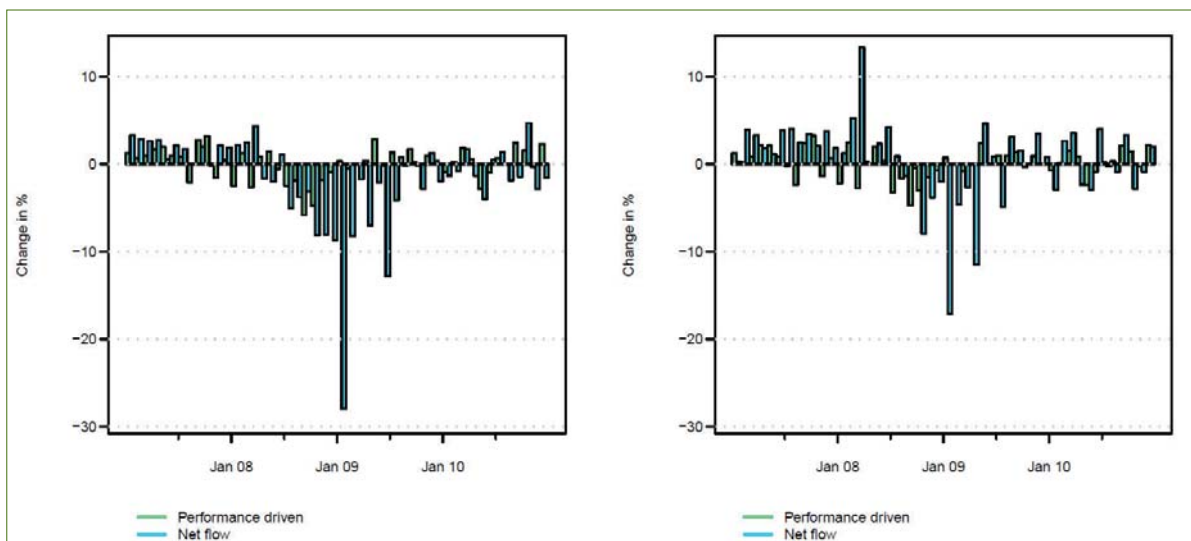 10
0
−10
−20
−30
Change in %
Jan 08 Jan 09 Jan 10
Performance driven
Net flow
10
0
−10
−20
−30
Change in %
Jan 08 Jan 09 Jan 10
Performance driven
Net flow